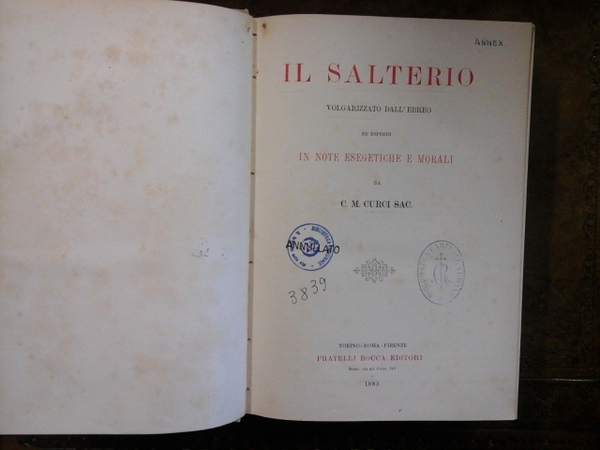 ANNEX
IL SALTERIO
VOLGARIZZATO DALL' EBREO
ED ESPOSTO
IN NOTE ESEGETICHE E MORALI
DA
C. M. CURCI SAC.
ANNULLATO
3839
TORINO-ROMA-FIRENZE
FRATELLI BOCCA EDITORI
1883